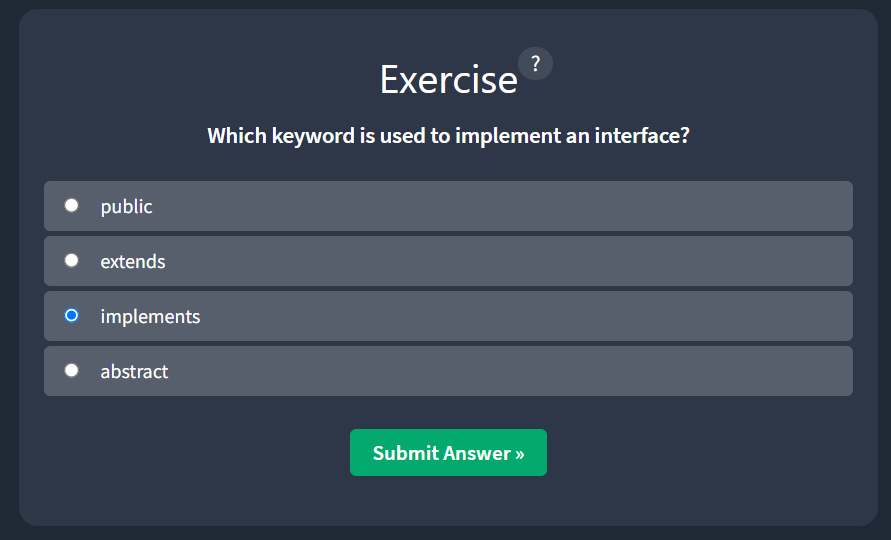 Exercise ?
Which keyword is used to implement an interface?
public
extends
implements
abstract
Submit Answer »